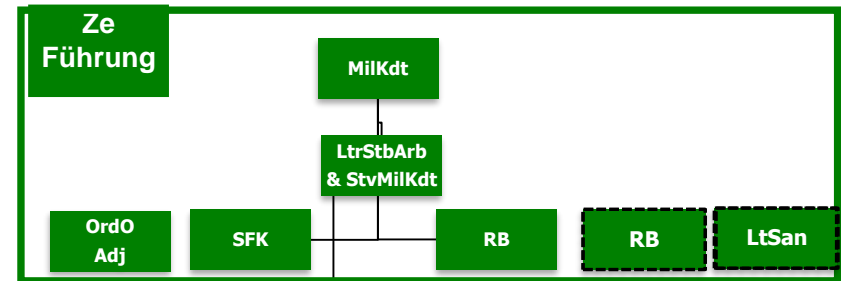 Ze
Führung
MilKdt
LtrStbArb
& StvMilKdt
OrdO
Adj
SFK
RB
RB
LtSan